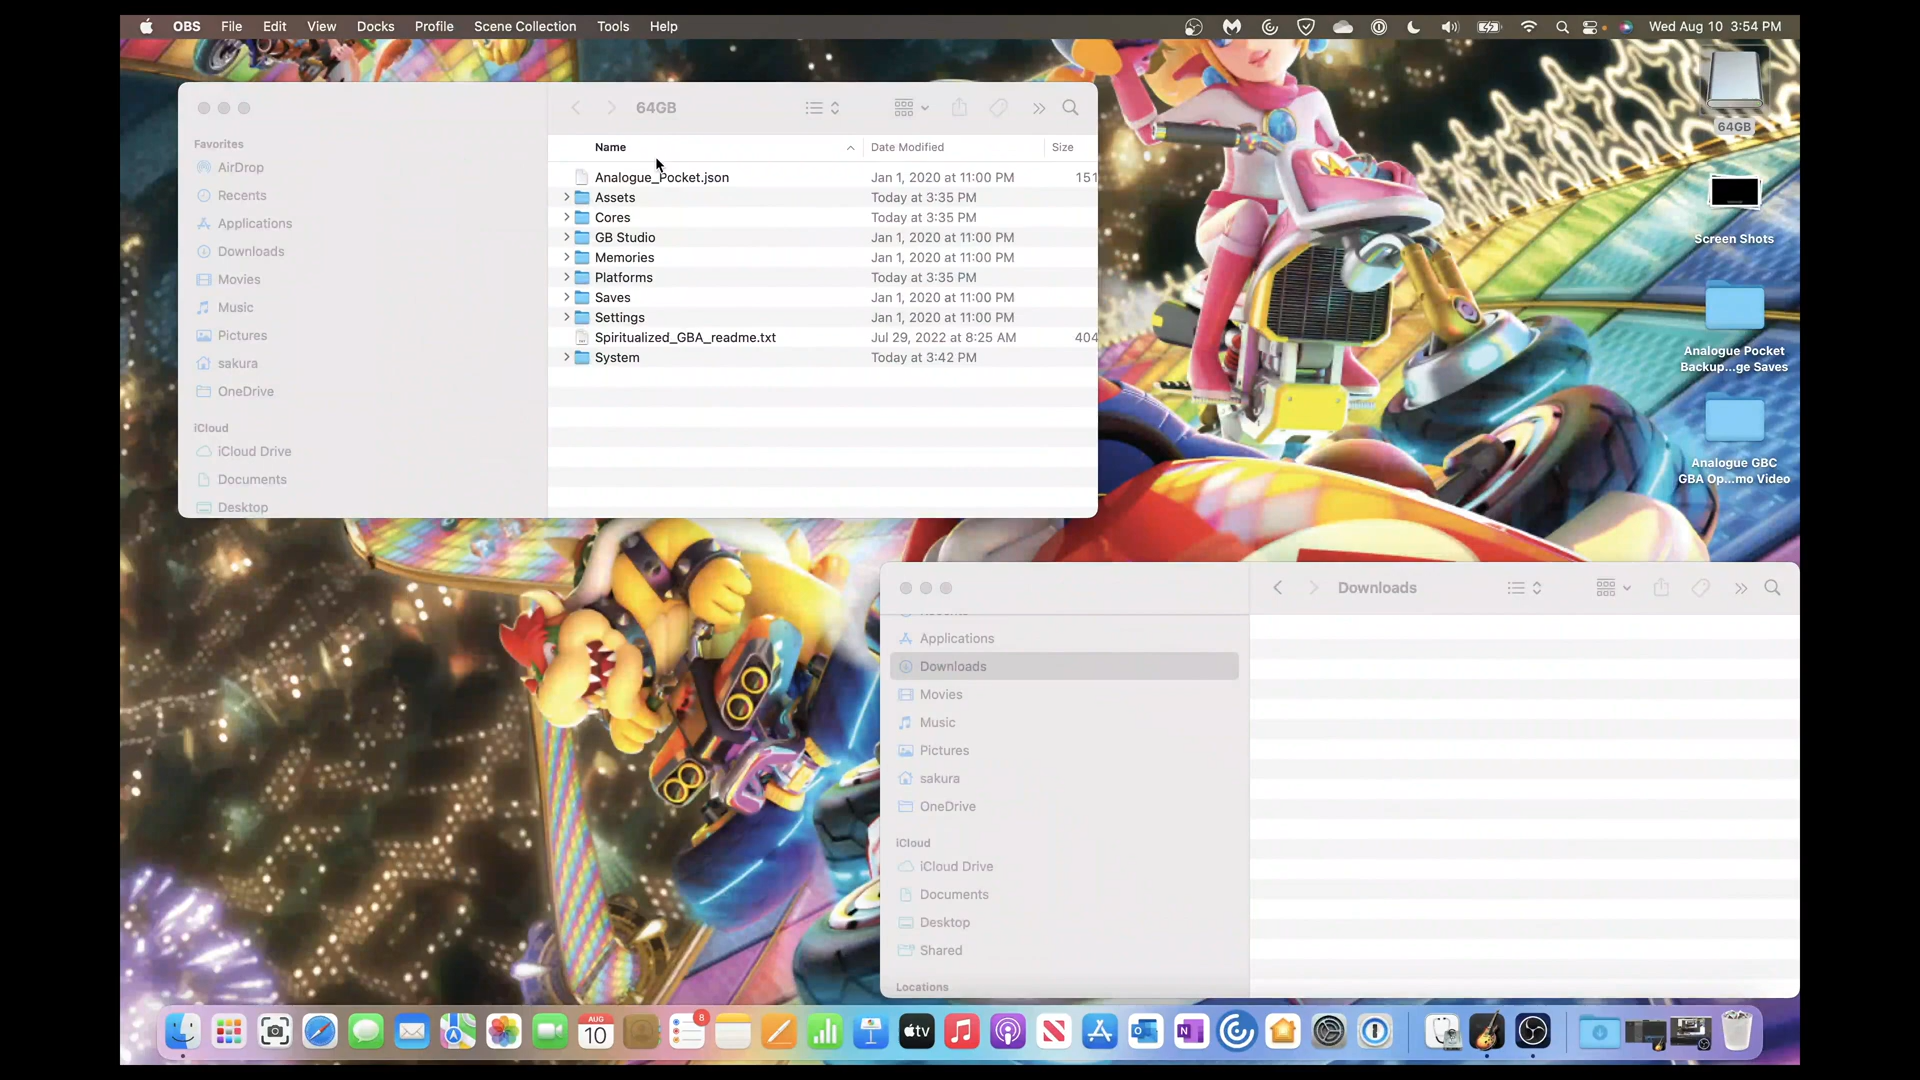 OBS File Edit View Docks Profile Scene Collection Tools Help
Wed Aug 10 3:54 PM
64GB
Favorites
AirDrop
Recents
Applications
Downloads
Movies
Music
Pictures
sakura
OneDrive
iCloud
iCloud Drive
Documents
Desktop
Name Date Modified Size
Analogue_Pocket.json Jan 1, 2020 at 11:00 PM 151
Assets Today at 3:35 PM
Cores Today at 3:35 PM
GB Studio Jan 1, 2020 at 11:00 PM
Memories Jan 1, 2020 at 11:00 PM
Platforms Today at 3:35 PM
Saves Jan 1, 2020 at 11:00 PM
Settings Jan 1, 2020 at 11:00 PM
Spiritualized_GBA_readme.txt Jul 29, 2022 at 8:25 AM 404
System Today at 3:42 PM
64GB
Screen Shots
Analogue Pocket
Backup...ge Saves
Analogue GBC
GBA Op...mo Video
Downloads
Applications
Downloads
Movies
Music
Pictures
sakura
OneDrive
iCloud
iCloud Drive
Documents
Desktop
Shared
Locations
AUG
10
8
tv